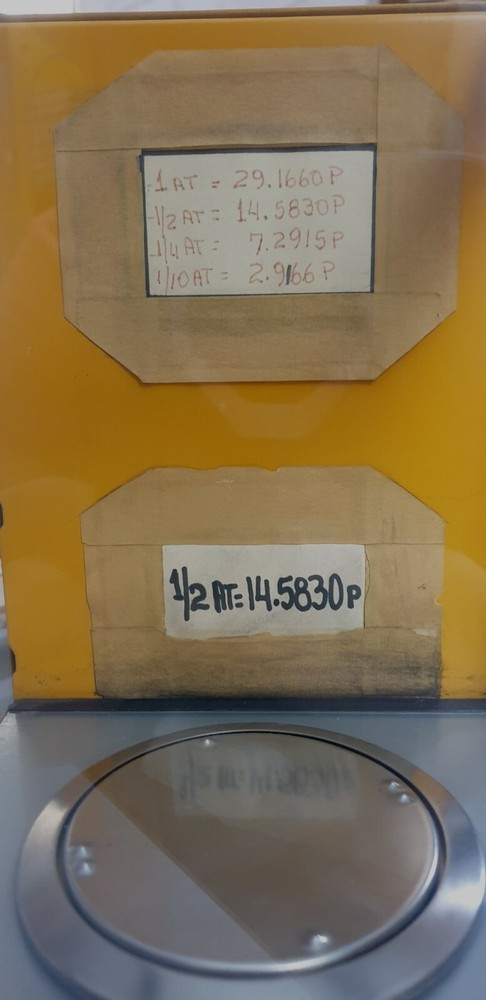 1 AT = 29.1660 P
1/2 AT = 14.5830 P
1/4 AT = 7.2915 P
1/10 AT = 2.9166 P
1/2 AT = 14.5830 P